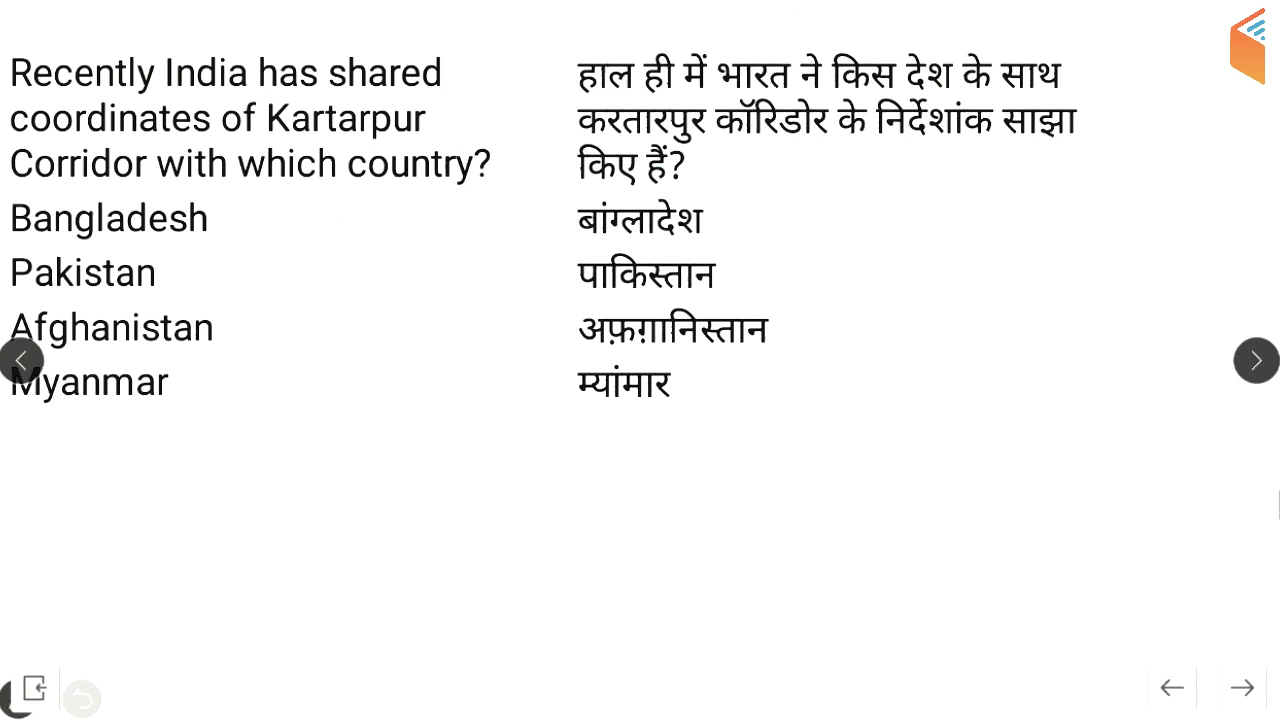 Recently India has shared
coordinates of Kartarpur
Corridor with which country?
Bangladesh
Pakistan
Afghanistan
Myanmar
हाल ही में भारत ने किस देश के साथ
करतारपुर कॉरिडोर के निर्देशांक साझा
किए हैं?
बांग्लादेश
पाकिस्तान
अफ़ग़ानिस्तान
म्यांमार